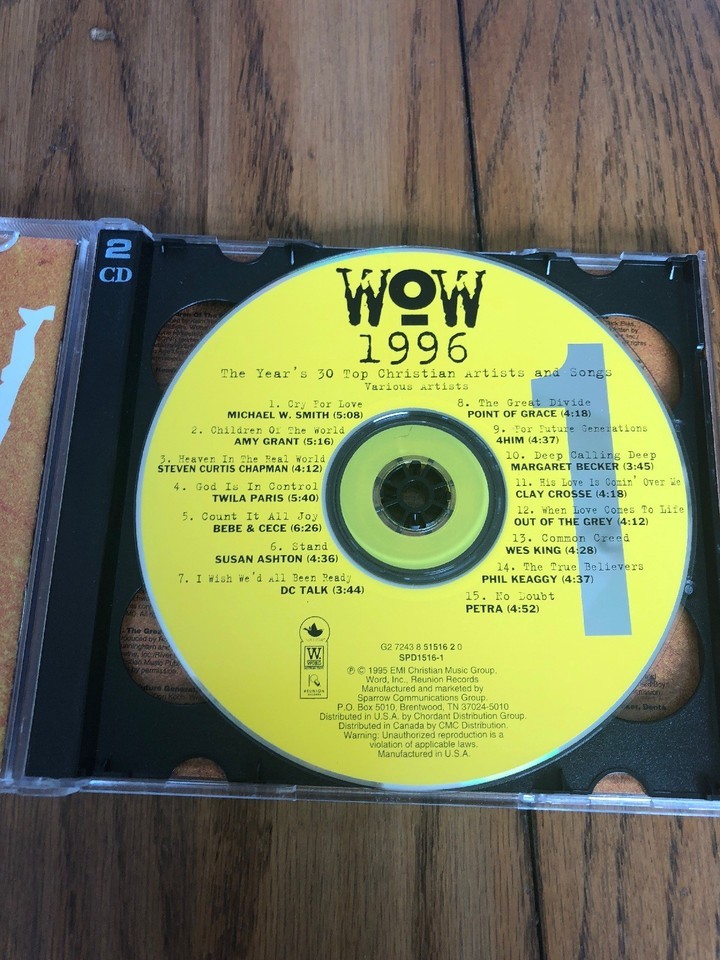 2
CD
WOW
1996
The Year's 30 Top Christian Artists and Songs
Various Artists
1. Cry For Love
MICHAEL W. SMITH (5:08)
2. Children Of The World
AMY GRANT (5:16)
3. Heaven In The Real World
STEVEN CURTIS CHAPMAN (4:12)
4. God Is In Control
TWILA PARIS (5:40)
5. Count It All Joy
BEBE & CECE (6:26)
6. Stand
SUSAN ASHTON (4:36)
7. I Wish We'd All Been Ready
DC TALK (3:44)
8. The Great Divide
POINT OF GRACE (4:18)
9. For Future Generations
4HIM (4:37)
10. Deep Calling Deep
MARGARET BECKER (3:45)
11. His Love Is Comin' Over Me
CLAY CROSSE (4:18)
12. When Love Comes To Life
OUT OF THE GREY (4:12)
13. Common Creed
WES KING (4:28)
14. The True Believers
PHIL KEAGGY (4:37)
15. No Doubt
PETRA (4:52)
1
W
REUNION
G2 7243 8 51516 2 0
SPD1516-1
℗ © 1995 EMI Christian Music Group.
Word, Inc., Reunion Records
Manufactured and marketed by
Sparrow Communications Group.
P.O. Box 5010, Brentwood, TN 37024-5010
Distributed in U.S.A. by Chordant Distribution Group.
Distributed in Canada by CMC Distribution.
Warning: Unauthorized reproduction is a
violation of applicable laws.
Manufactured in U.S.A.